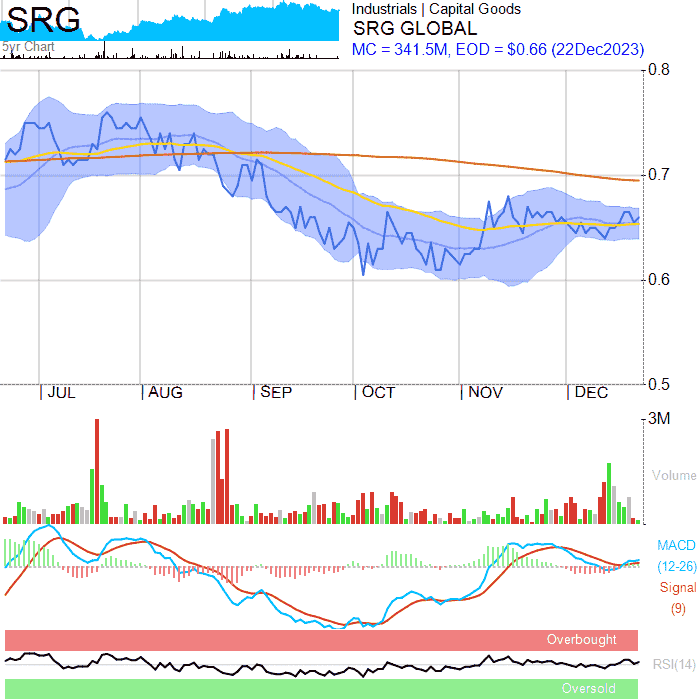 SRG
5yr Chart
Industrials | Capital Goods
SRG GLOBAL
MC = 341.5M, EOD = $0.66 (22Dec2023)
0.8
0.7
0.6
0.5
| JUL | AUG | SEP | OCT | NOV | DEC
3M
Volume
MACD
(12-26)
Signal
(9)
Overbought
RSI(14)
Oversold